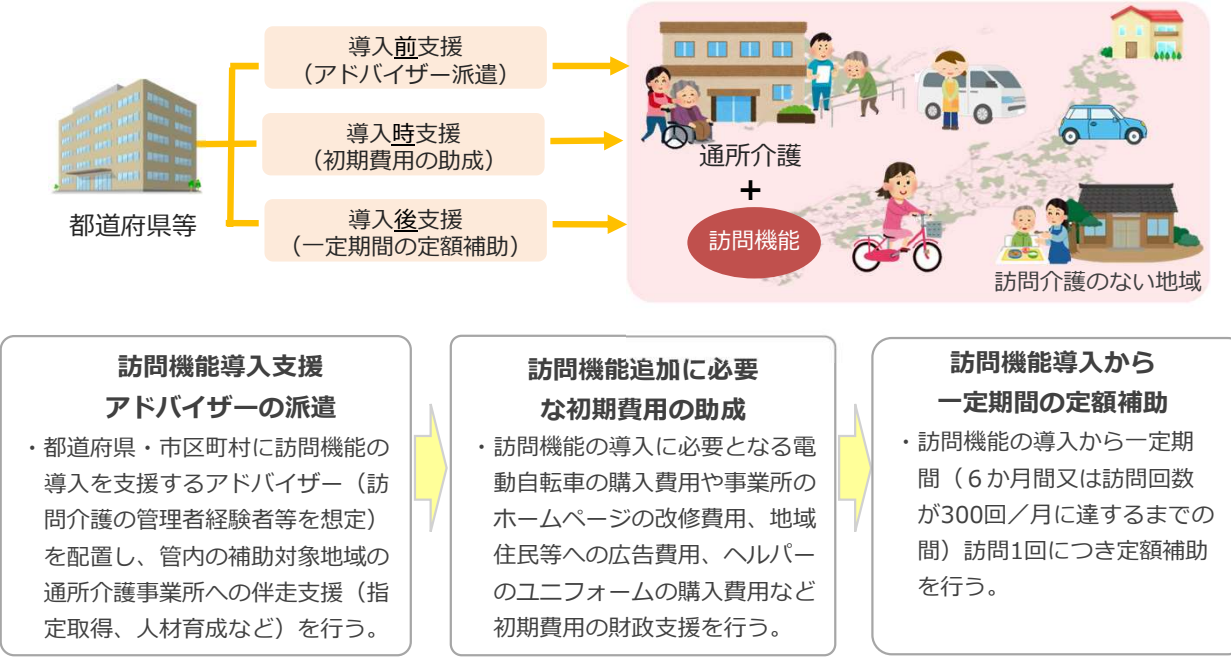 導入前支援
（アドバイザー派遣）
導入時支援
（初期費用の助成）
導入後支援
（一定期間の定額補助）
都道府県等
通所介護
+
訪問機能
訪問介護のない地域
訪問機能導入支援
アドバイザーの派遣
・都道府県・市区町村に訪問機能の
導入を支援するアドバイザー（訪
問介護の管理者経験者等を想定）
を配置し、管内の補助対象地域の
通所介護事業所への伴走支援（指
定取得、人材育成など）を行う。
訪問機能追加に必要
な初期費用の助成
・訪問機能の導入に必要となる電
動自転車の購入費用や事業所の
ホームページの改修費用、地域
住民等への広告費用、ヘルパー
のユニフォームの購入費用など
初期費用の財政支援を行う。
訪問機能導入から
一定期間の定額補助
・訪問機能の導入から一定期
間（６か月間又は訪問回数
が300回／月に達するまでの
間）訪問1回につき定額補助
を行う。